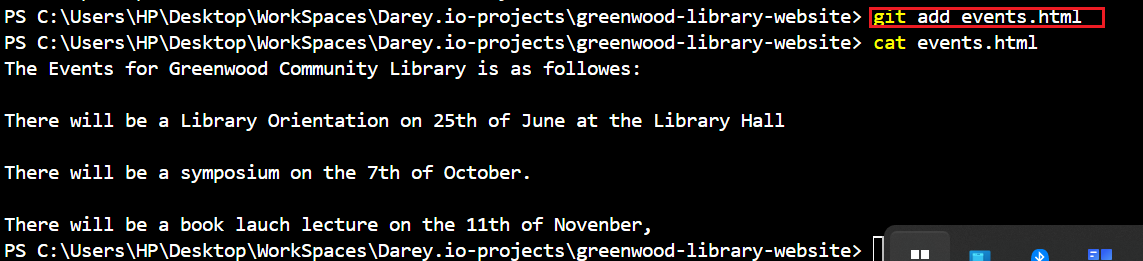 PS C:\Users\HP\Desktop\WorkSpaces\Darey.io-projects\greenwood-library-website> git add events.html
PS C:\Users\HP\Desktop\WorkSpaces\Darey.io-projects\greenwood-library-website> cat events.html
The Events for Greenwood Community Library is as followes:
There will be a Library Orientation on 25th of June at the Library Hall
There will be a symposium on the 7th of October.
There will be a book lauch lecture on the 11th of Novenber,
PS C:\Users\HP\Desktop\WorkSpaces\Darey.io-projects\greenwood-library-website>